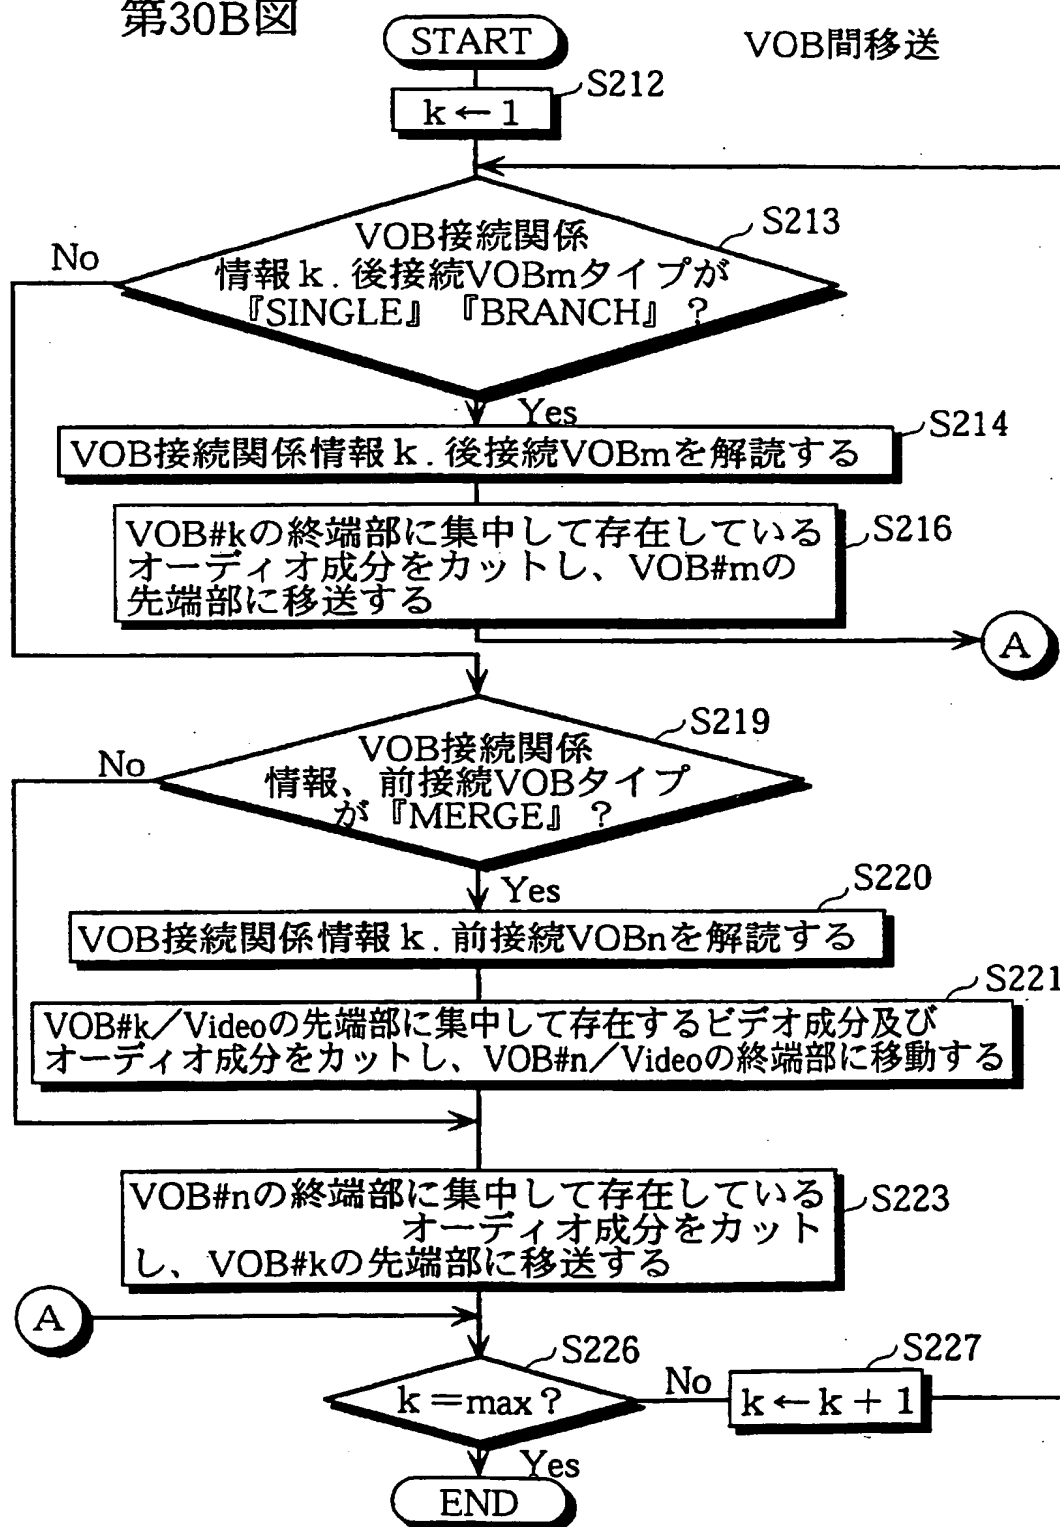 第30B図
START
VOB間移送
S212
k←1
S213
No
VOB接続関係
情報k.後接続VOBmタイプが
『SINGLE』『BRANCH』?
Yes
S214
VOB接続関係情報k.後接続VOBmを解読する
S216
VOB#kの終端部に集中して存在している
オーディオ成分をカットし、VOB#mの
先端部に移送する
A
S219
No
VOB接続関係
情報、前接続VOBタイプ
が『MERGE』?
Yes
S220
VOB接続関係情報k.前接続VOBnを解読する
S221
VOB#k/Videoの先端部に集中して存在するビデオ成分及び
オーディオ成分をカットし、VOB#n/Videoの終端部に移動する
VOB#nの終端部に集中して存在している
オーディオ成分をカット
し、VOB#kの先端部に移送する
S223
A
S226
k=max?
No
S227
k←k+1
Yes
END